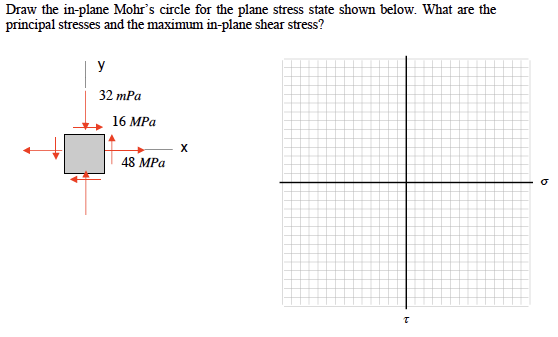 Draw the in-plane Mohr's circle for the plane stress state shown below. What are the
principal stresses and the maximum in-plane shear stress?
y
32 mPa
16 MPa
x
48 MPa
σ
τ